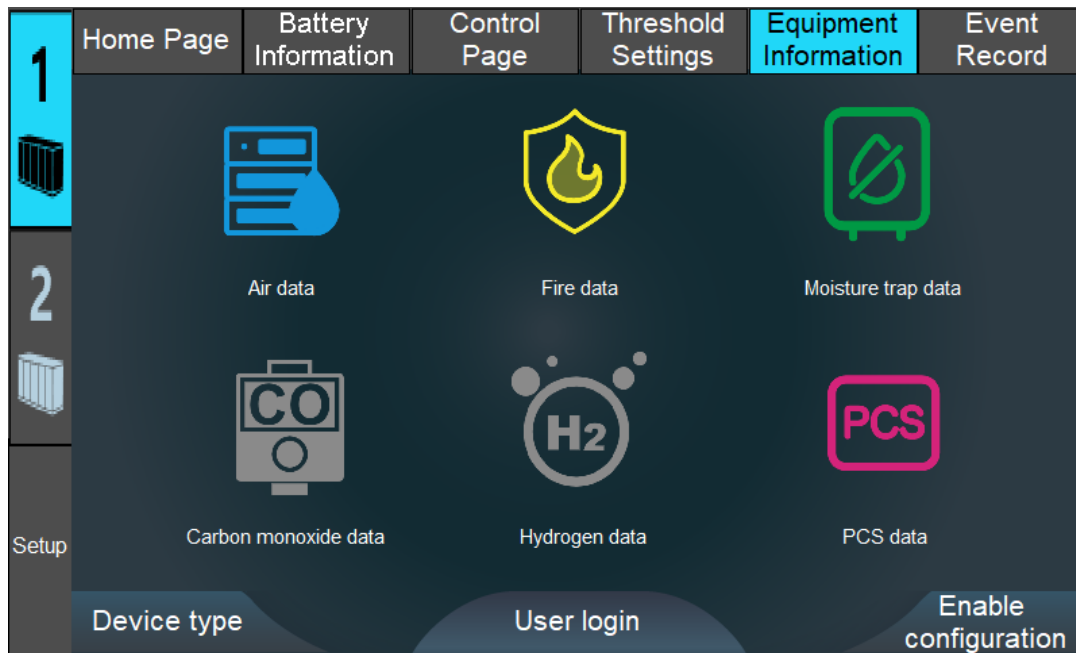 1
Home Page
Battery
Information
Control
Page
Threshold
Settings
Equipment
Information
Event
Record
2
Air data
Fire data
Moisture trap data
CO
H2
PCS
Setup
Carbon monoxide data
Hydrogen data
PCS data
Device type
User login
Enable
configuration